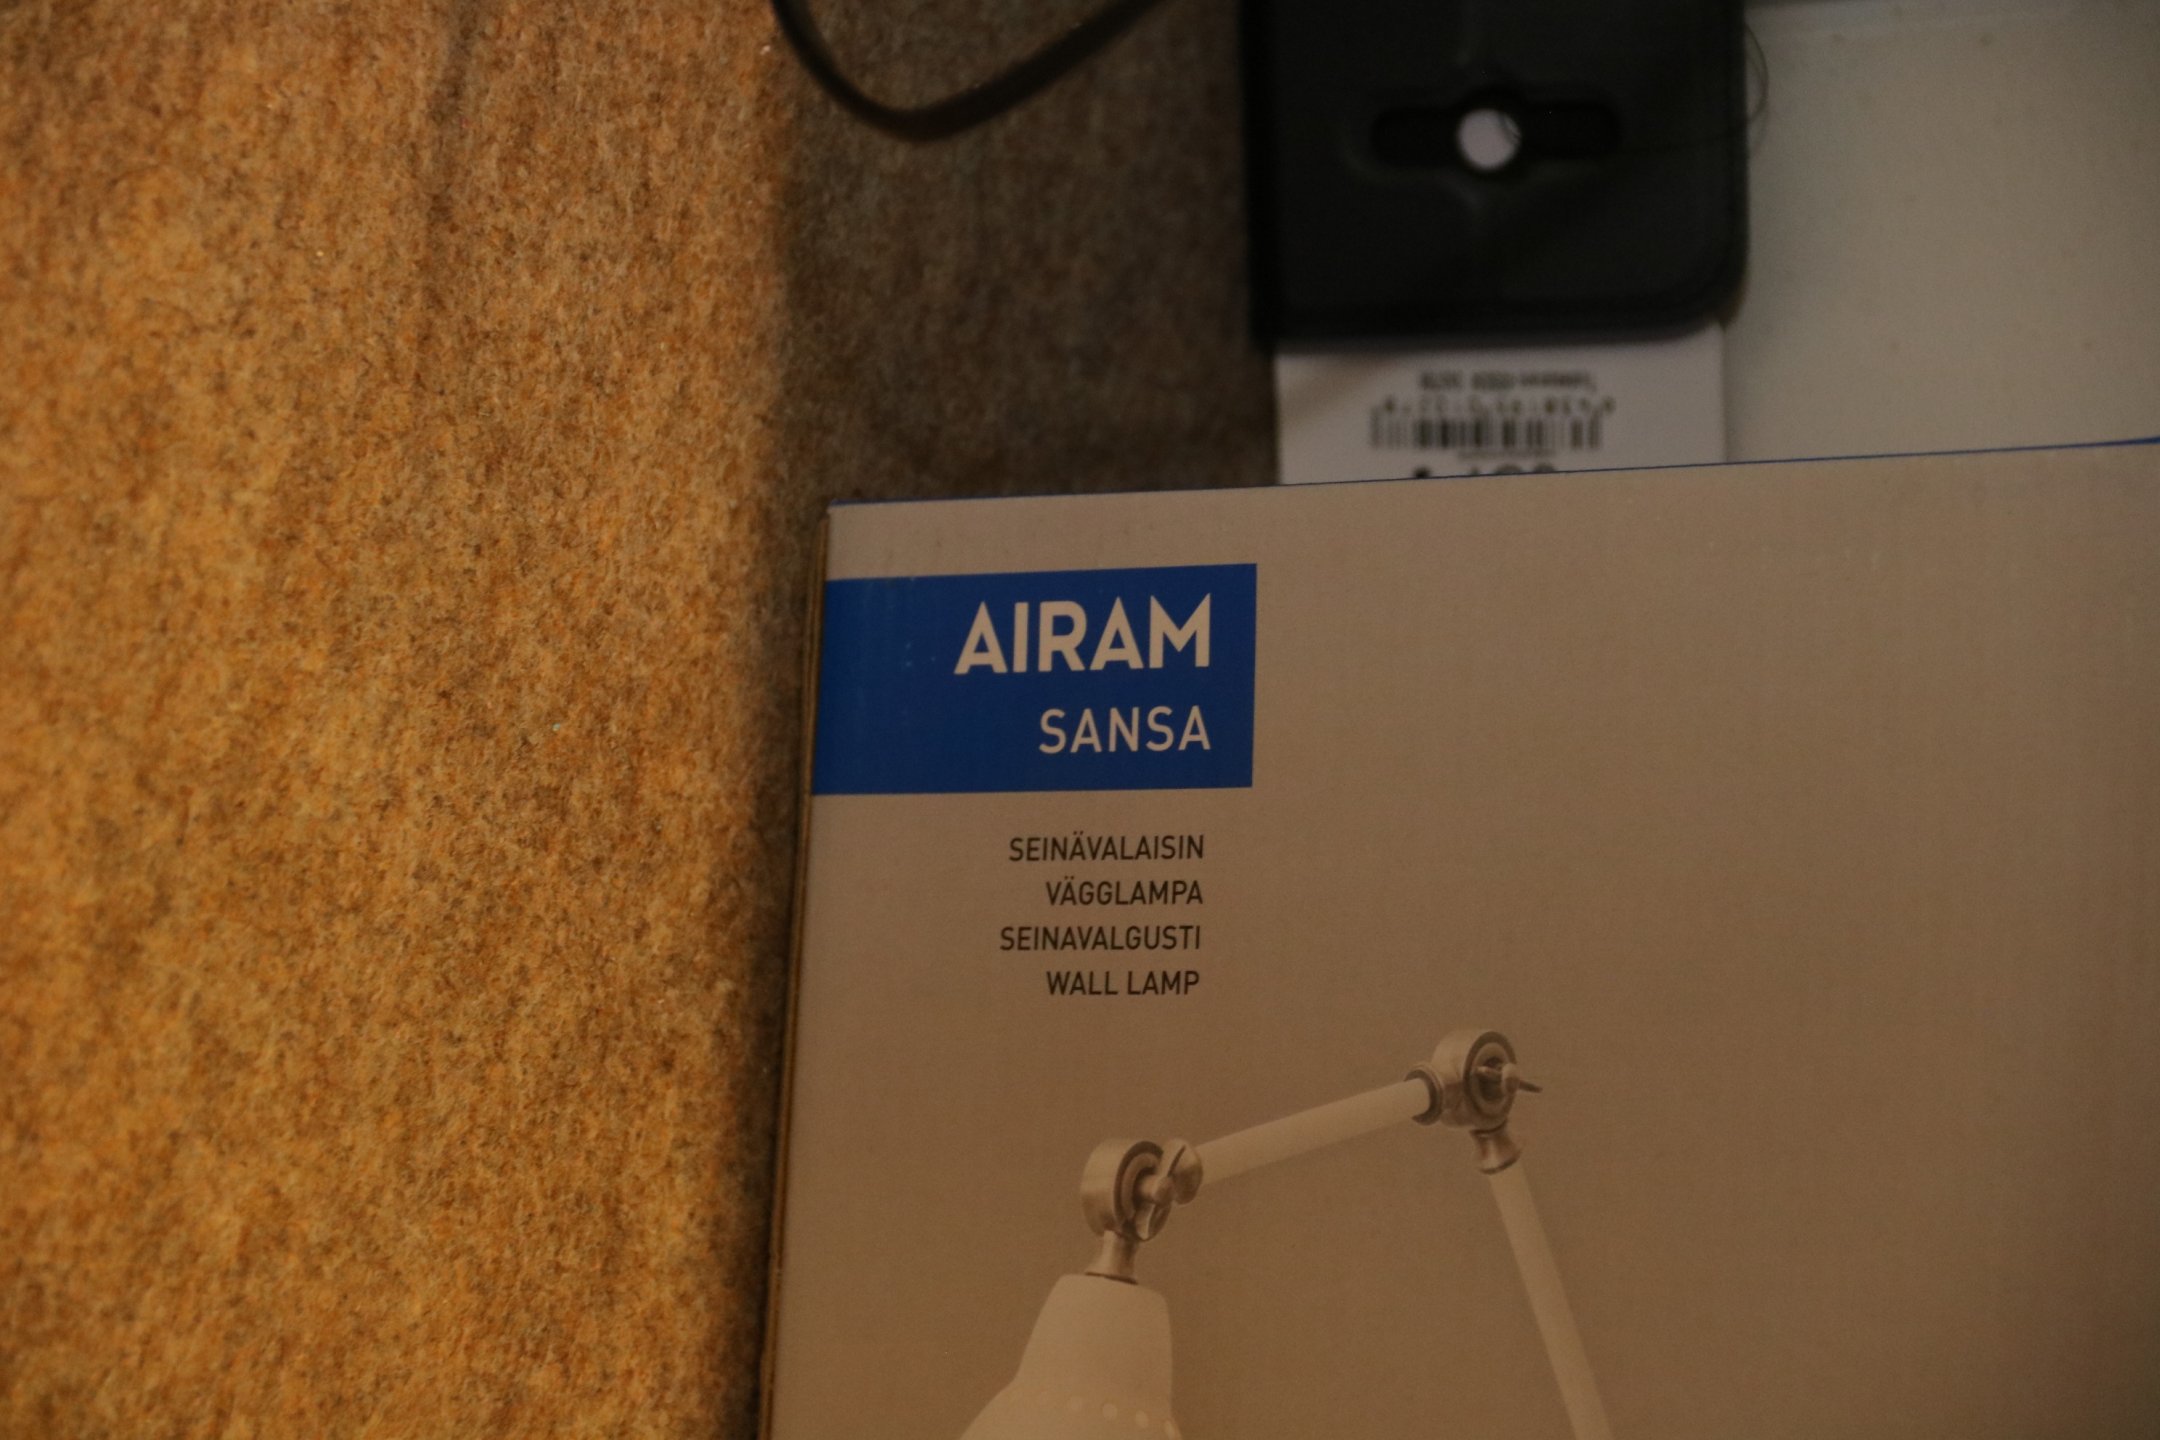 AIRAM
SANSA
SEINÄVALAISIN
VÄGGLAMPA
SEINAVALGUSTI
WALL LAMP